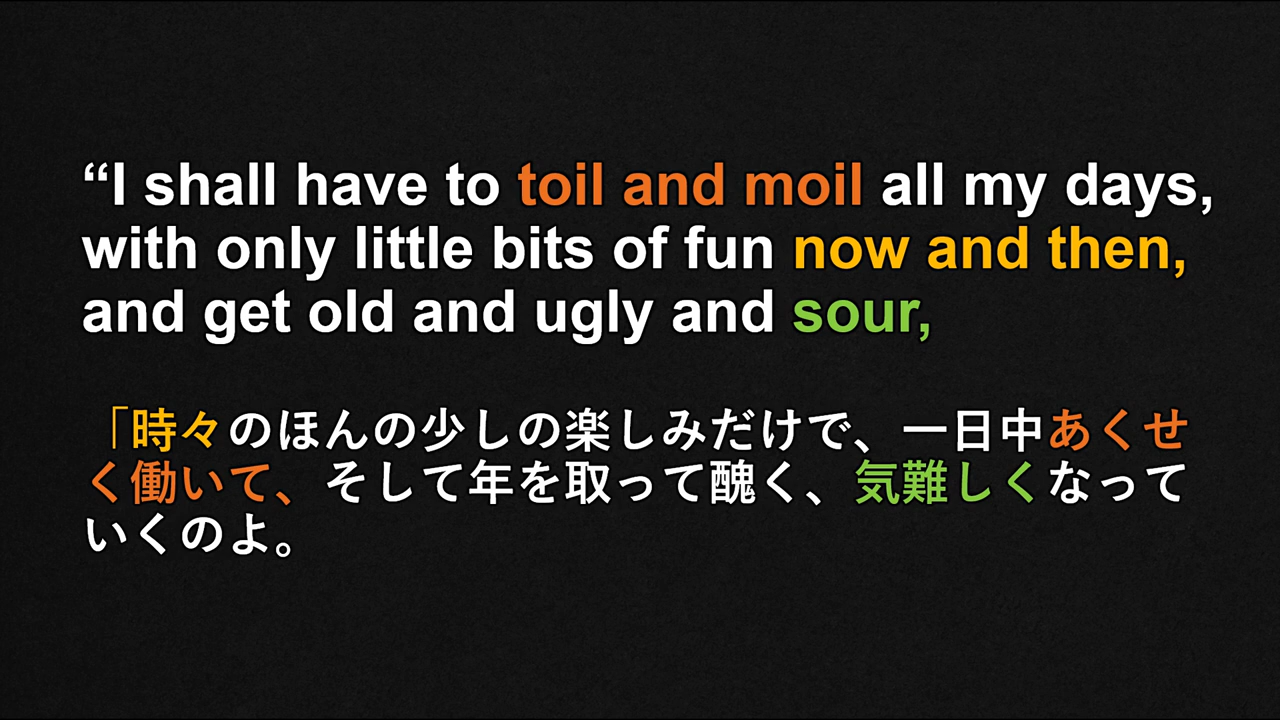 “I shall have to toil and moil all my days,
with only little bits of fun now and then,
and get old and ugly and sour,
「時々のほんの少しの楽しみだけで、一日中あくせ
く働いて、そして年を取って醜く、気難しくなって
いくのよ。